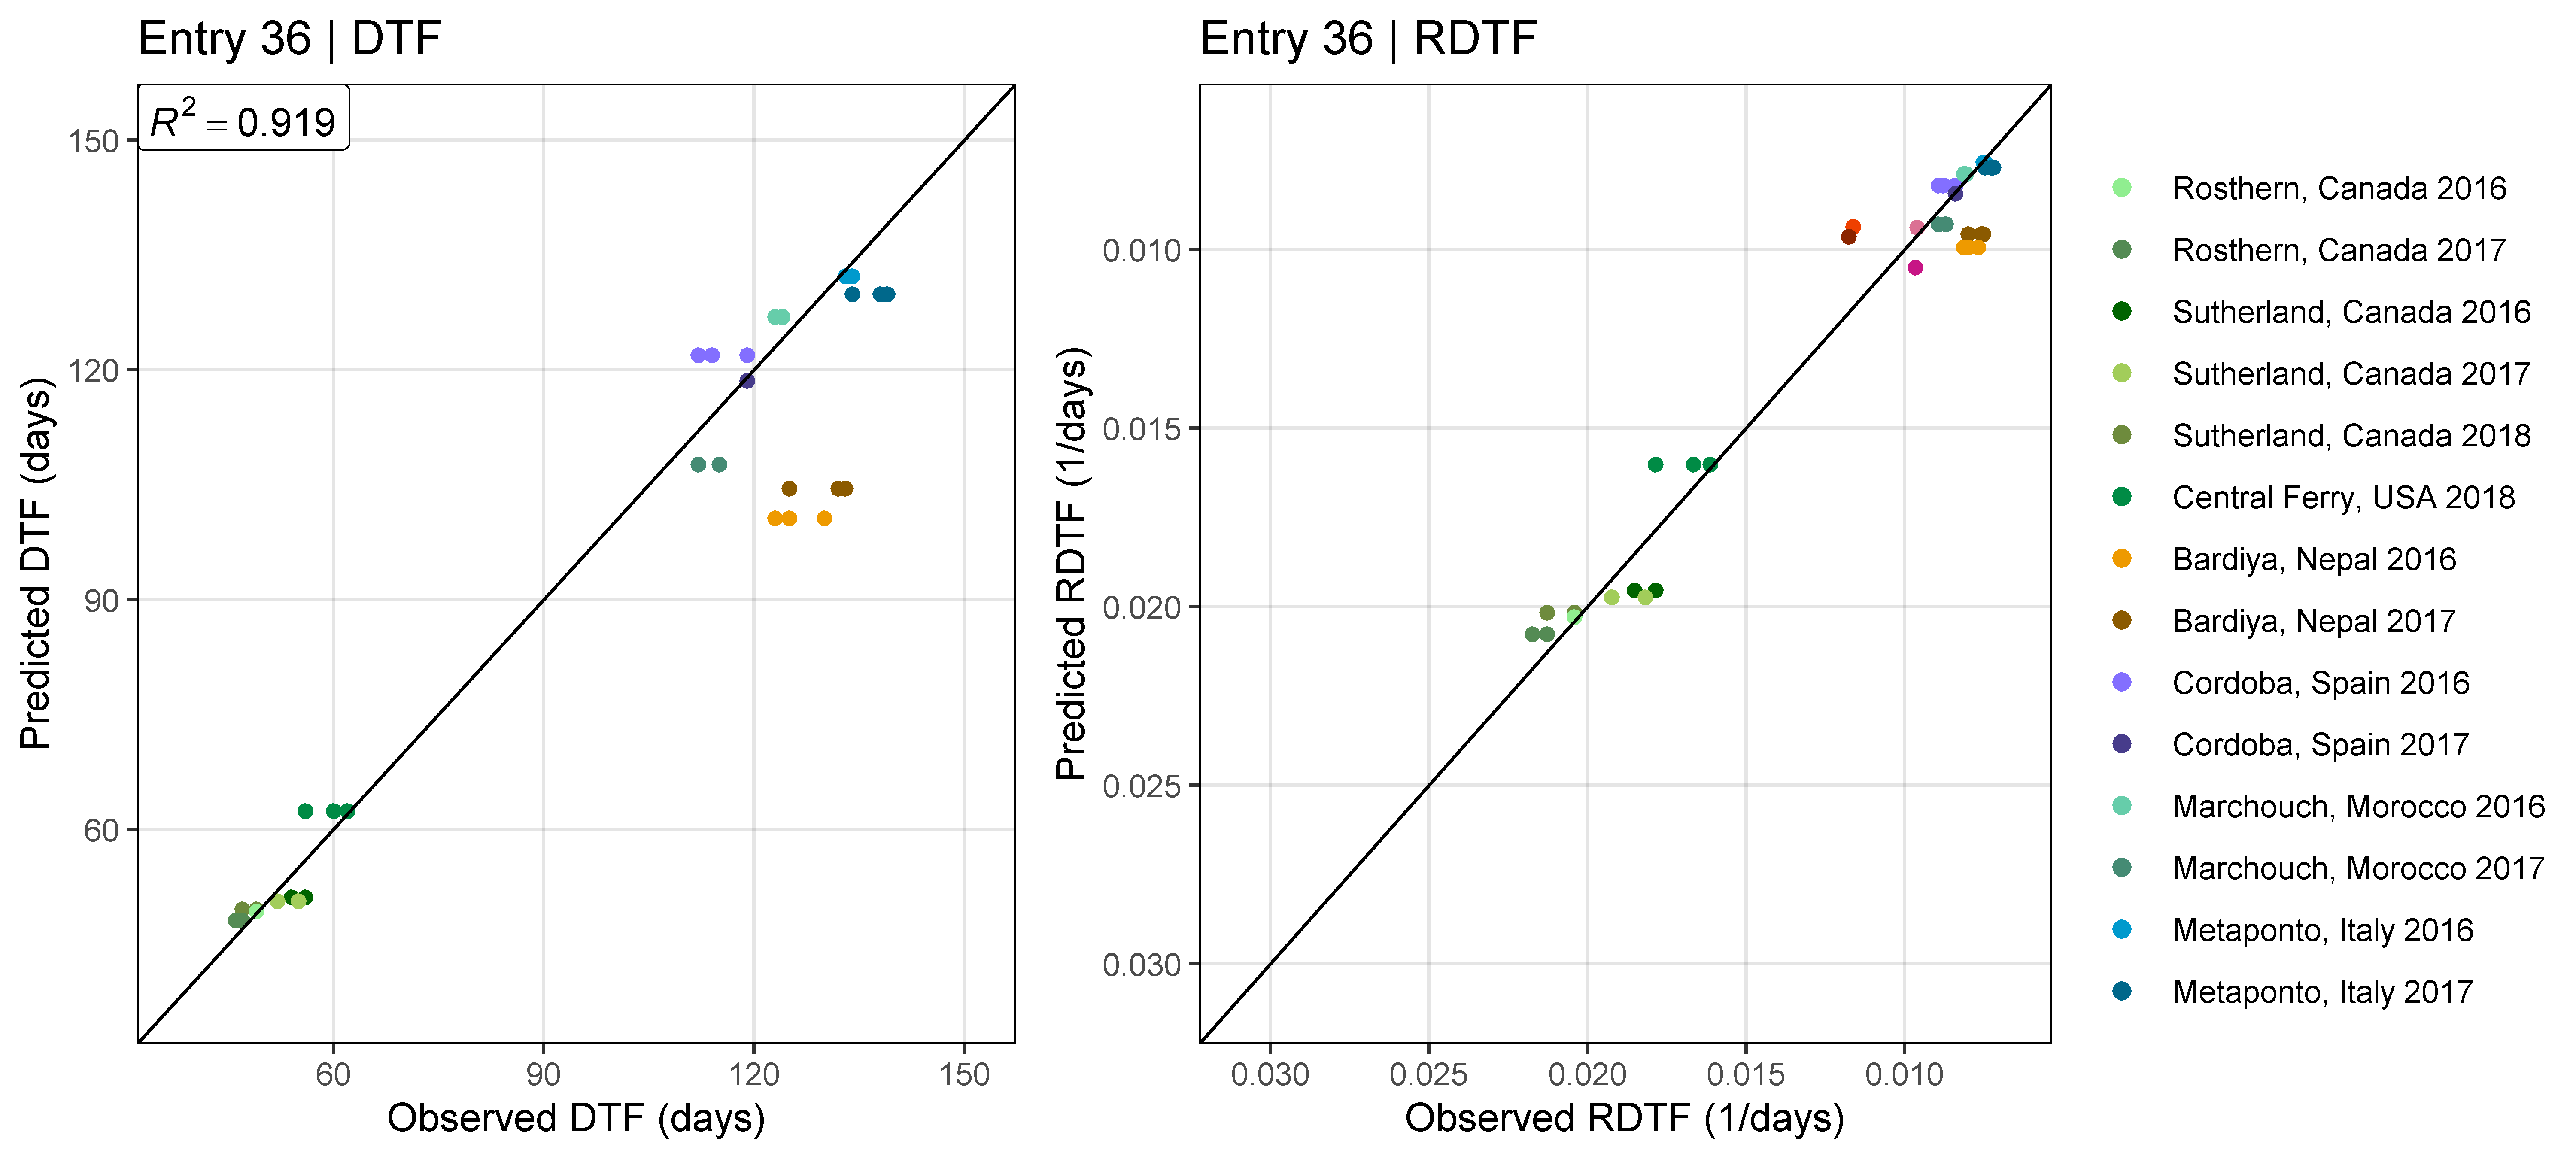 Entry 36 | DTF
R² = 0.919
150
120
90
60
60 90 120 150
Observed DTF (days)
Predicted DTF (days)
Entry 36 | RDTF
0.010
0.015
0.020
0.025
0.030
0.030 0.025 0.020 0.015 0.010
Observed RDTF (1/days)
Predicted RDTF (1/days)
Rosthern, Canada 2016
Rosthern, Canada 2017
Sutherland, Canada 2016
Sutherland, Canada 2017
Sutherland, Canada 2018
Central Ferry, USA 2018
Bardiya, Nepal 2016
Bardiya, Nepal 2017
Cordoba, Spain 2016
Cordoba, Spain 2017
Marchouch, Morocco 2016
Marchouch, Morocco 2017
Metaponto, Italy 2016
Metaponto, Italy 2017